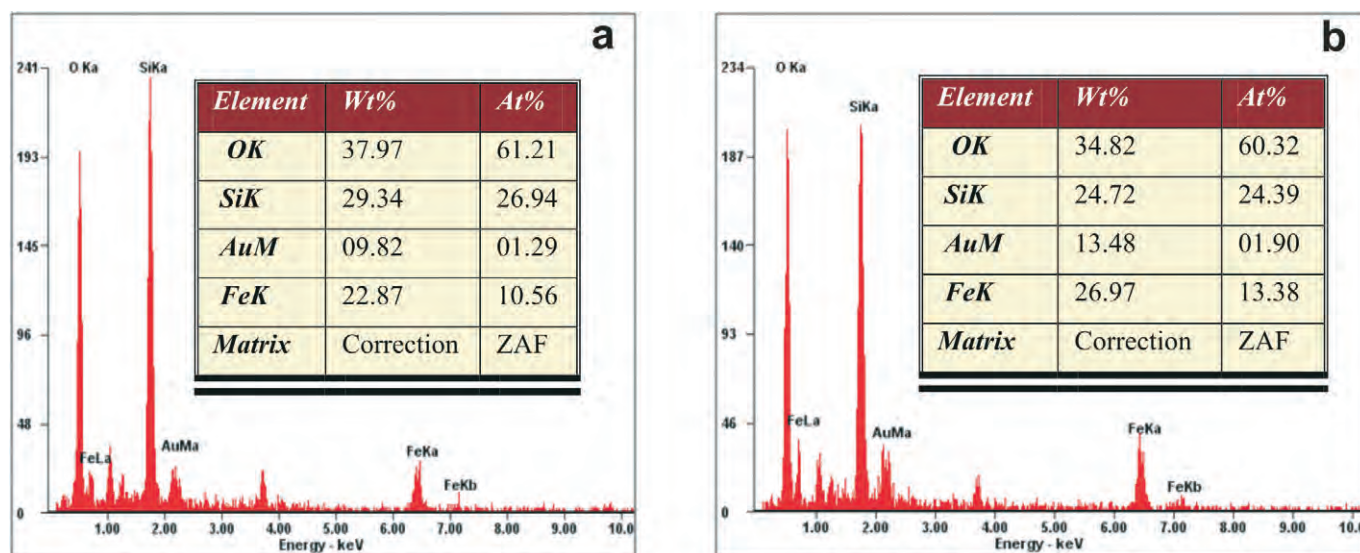 a
241
O Ka
SiKa
193
145
96
48
0
Element Wt% At%
OK 37.97 61.21
SiK 29.34 26.94
AuM 09.82 01.29
FeK 22.87 10.56
Matrix Correction ZAF
FeLa
AuMa
FeKa
FeKb
1.00 2.00 3.00 4.00 5.00 6.00 7.00 8.00 9.00 10.0
Energy - keV
b
234
O Ka
SiKa
187
140
93
46
0
Element Wt% At%
OK 34.82 60.32
SiK 24.72 24.39
AuM 13.48 01.90
FeK 26.97 13.38
Matrix Correction ZAF
FeLa
AuMa
FeKa
FeKb
1.00 2.00 3.00 4.00 5.00 6.00 7.00 8.00 9.00 10.0
Energy - keV